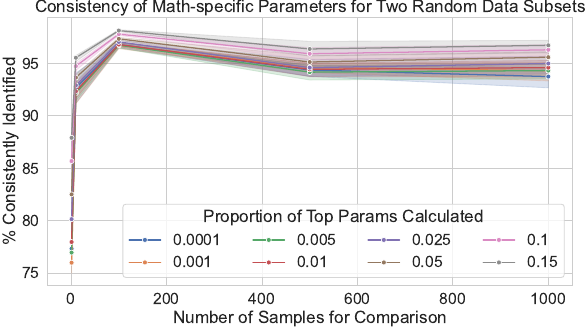 Consistency of Math-specific Parameters for Two Random Data Subsets
% Consistently Identified
95
90
85
80
75
Proportion of Top Params Calculated
0.0001 0.005 0.025 0.1
0.001 0.01 0.05 0.15
0 200 400 600 800 1000
Number of Samples for Comparison